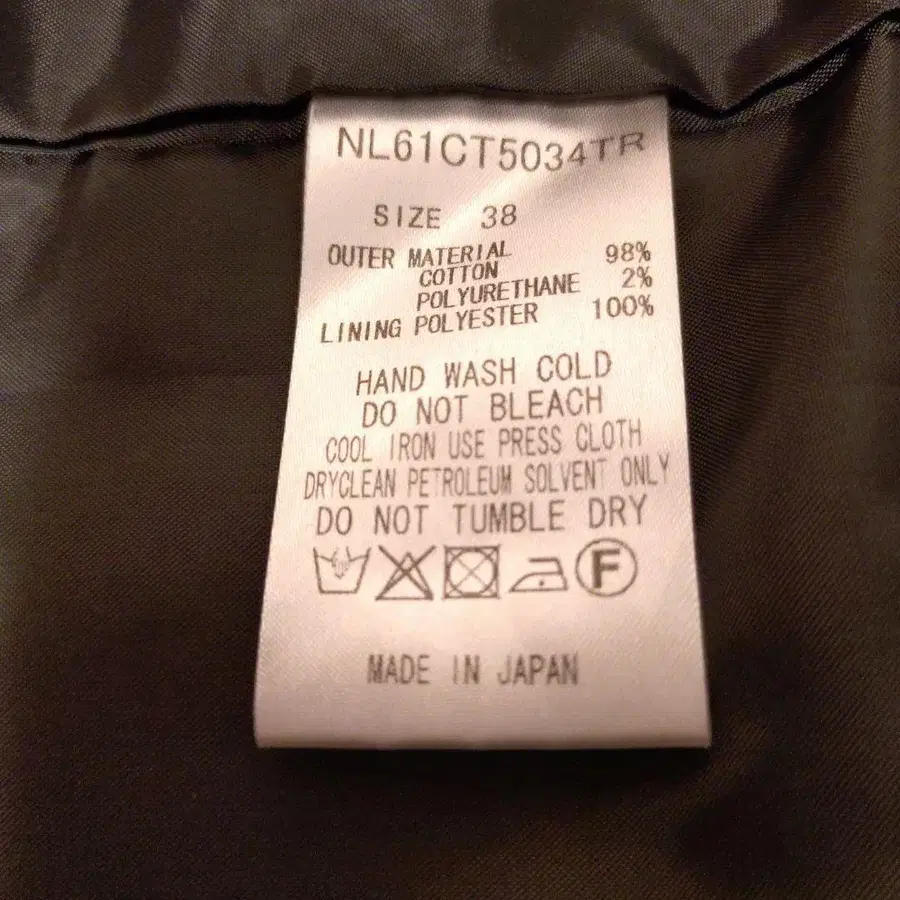 NL61CT5034TR
SIZE 38
OUTER MATERIAL
COTTON 98%
POLYURETHANE 2%
LINING POLYESTER 100%
HAND WASH COLD
DO NOT BLEACH
COOL IRON USE PRESS CLOTH
DRYCLEAN PETROLEUM SOLVENT ONLY
DO NOT TUMBLE DRY
F
MADE IN JAPAN